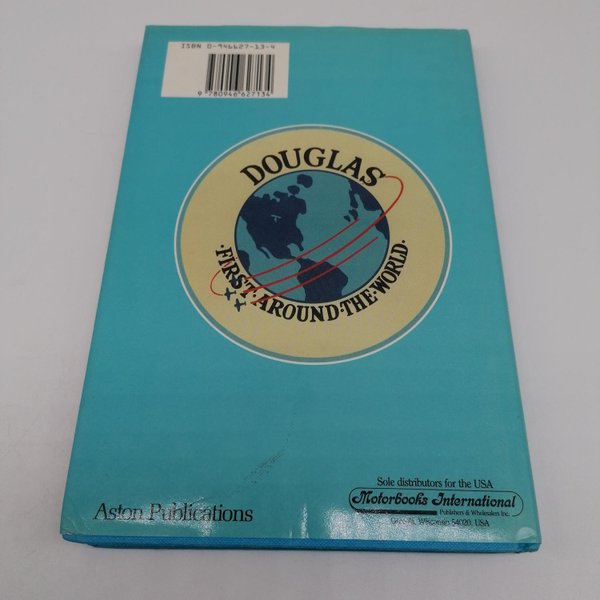 ISBN 0-946627-13-4
9 780946 627134
DOUGLAS
·FIRST·AROUND·THE·WORLD·
Sole distributors for the USA
Motorbooks International
Publishers & Wholesalers Inc.
Osceola, Wisconsin 54020, USA
Aston Publications